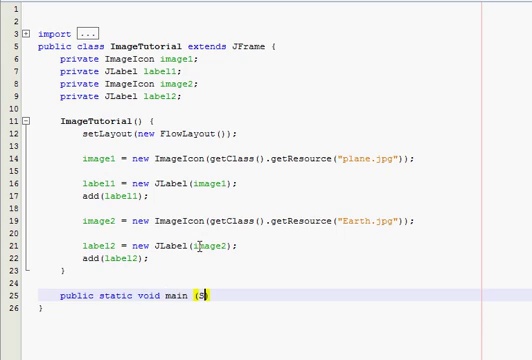 1
2
3 import ...
5 public class ImageTutorial extends JFrame {
6 private ImageIcon image1;
7 private JLabel label1;
8 private ImageIcon image2;
9 private JLabel label2;
10
11 ImageTutorial() {
12 setLayout(new FlowLayout());
13
14 image1 = new ImageIcon(getClass().getResource("plane.jpg"));
15
16 label1 = new JLabel(image1);
17 add(label1);
18
19 image2 = new ImageIcon(getClass().getResource("Earth.jpg"));
20
21 label2 = new JLabel(image2);
22 add(label2);
23 }
24
25 public static void main (S)
26 }